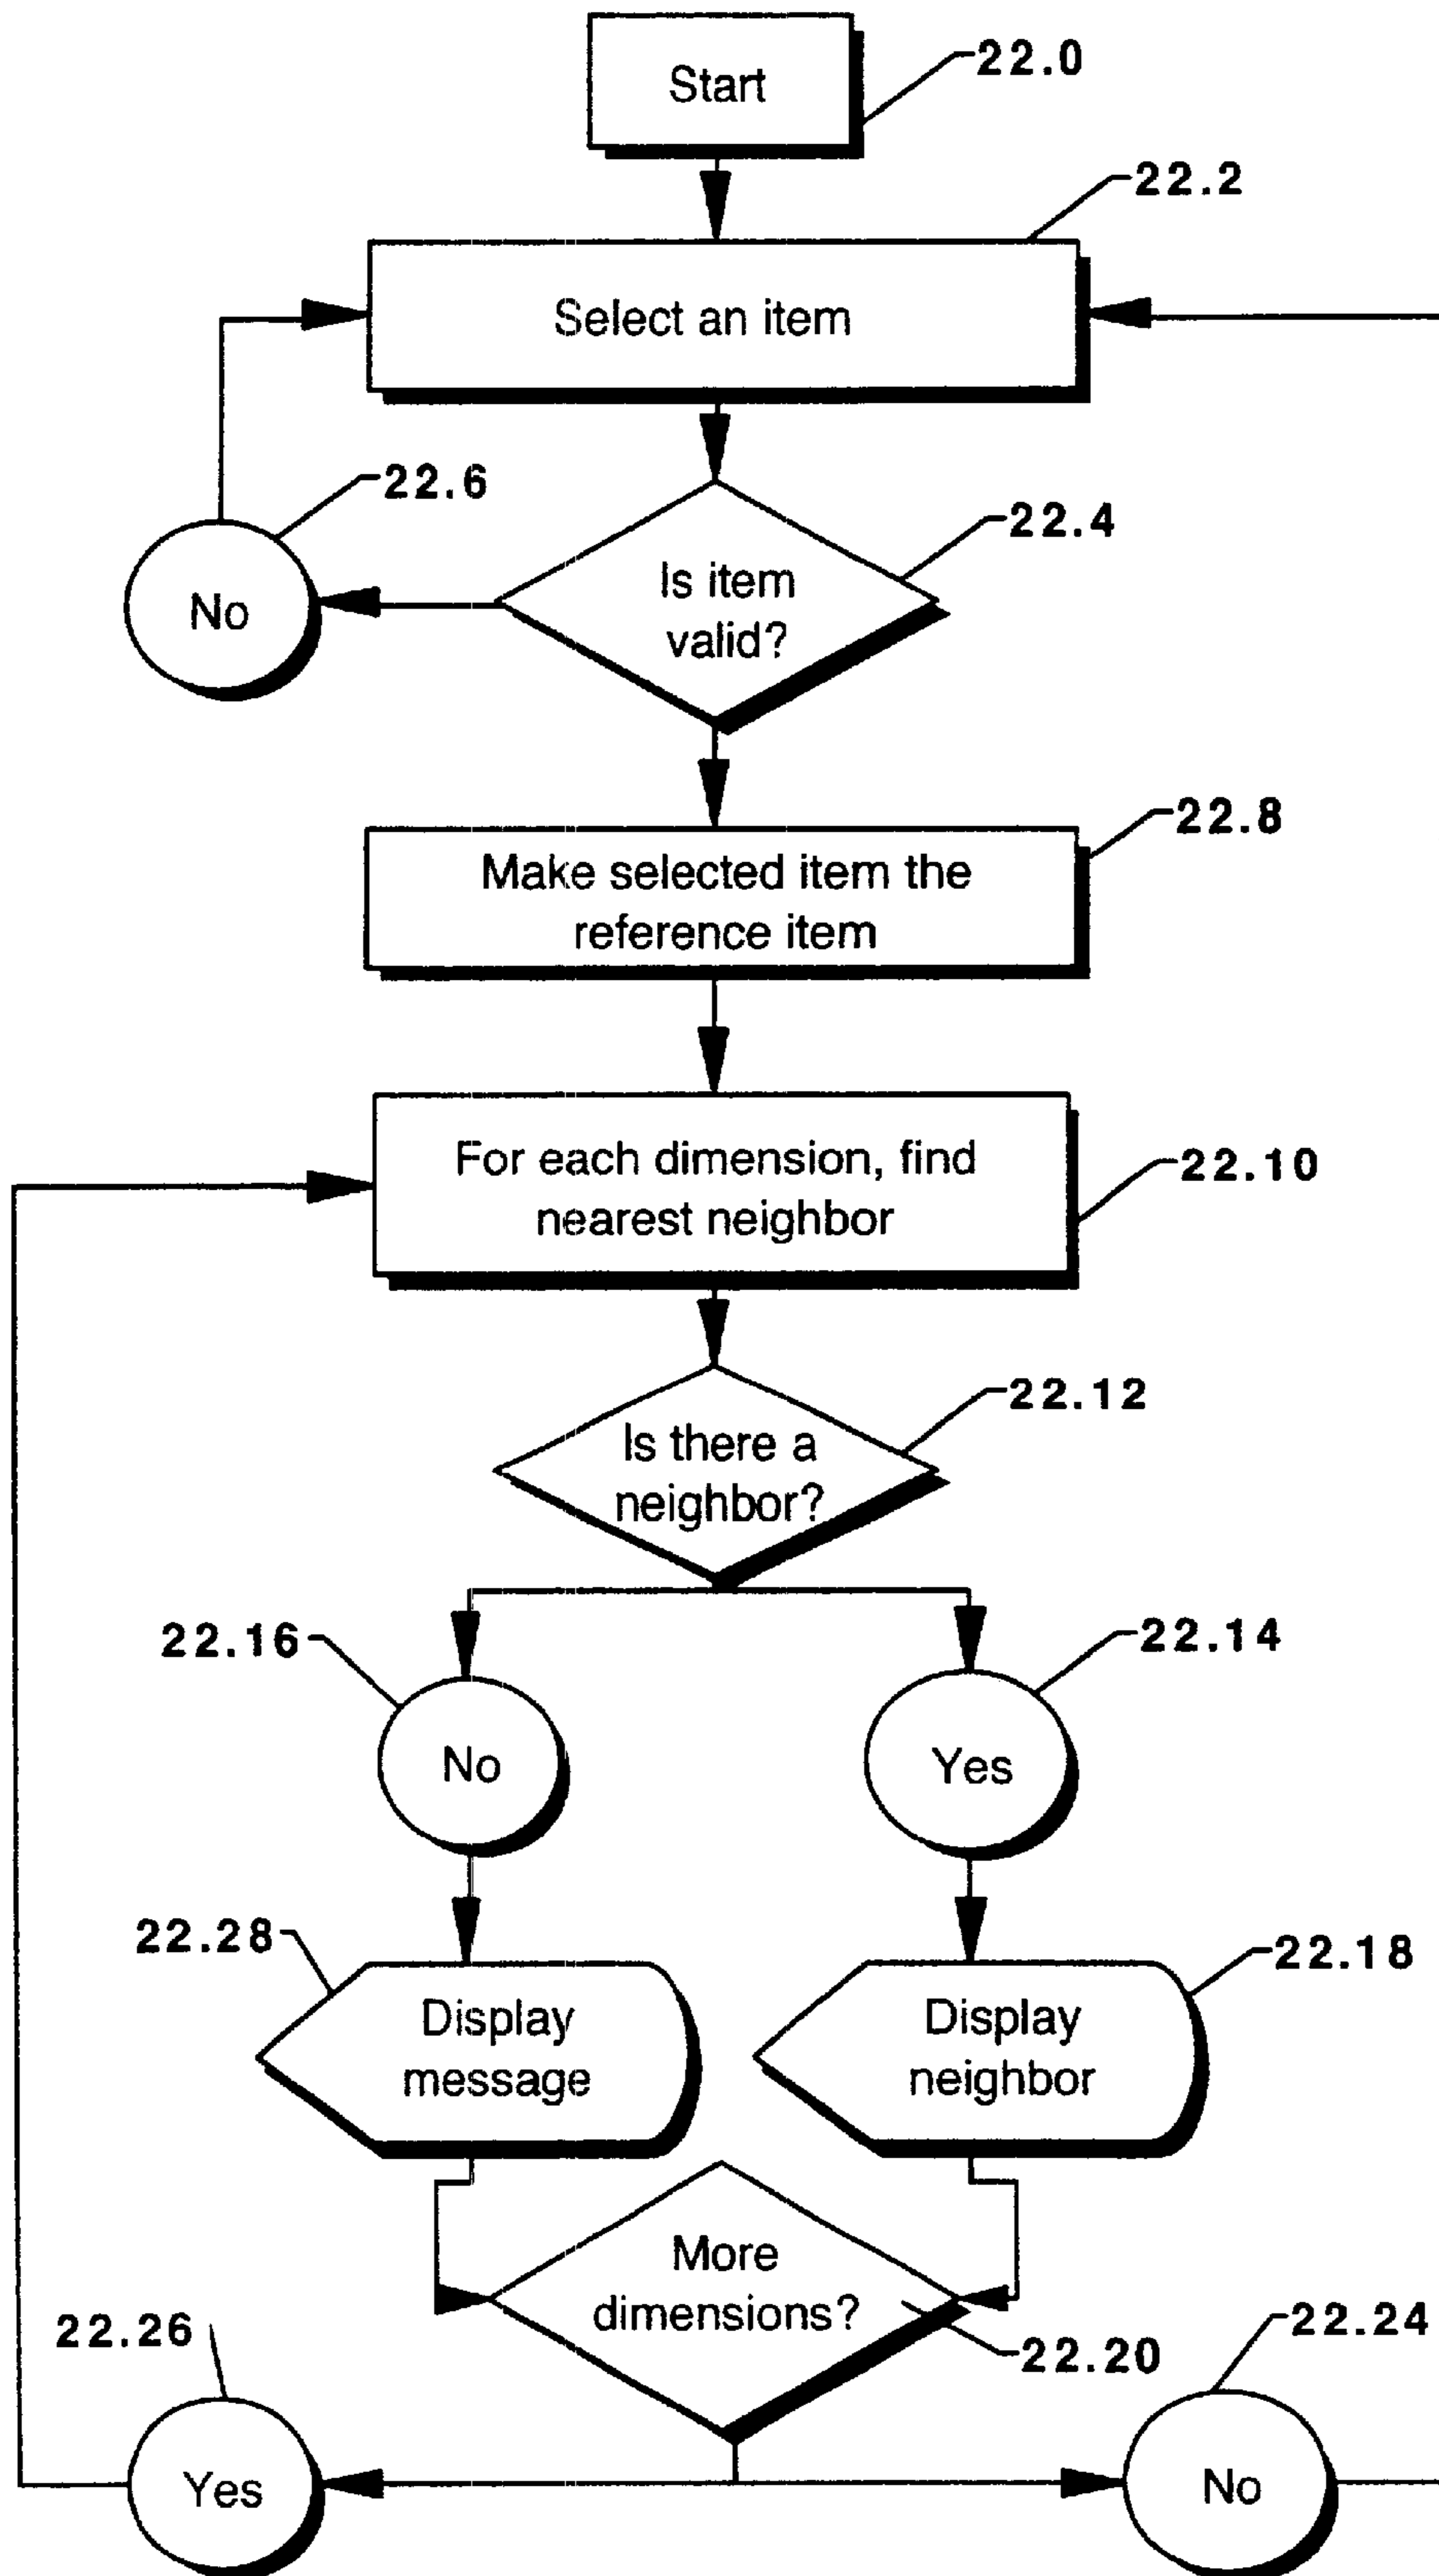 Start
22.0
22.2
Select an item
22.6
22.4
Is item
valid?
No
22.8
Make selected item the
reference item
For each dimension, find
nearest neighbor
22.10
22.12
Is there a
neighbor?
22.16
22.14
No
Yes
22.28
22.18
Display
message
Display
neighbor
More
dimensions?
22.26
22.24
22.20
Yes
No